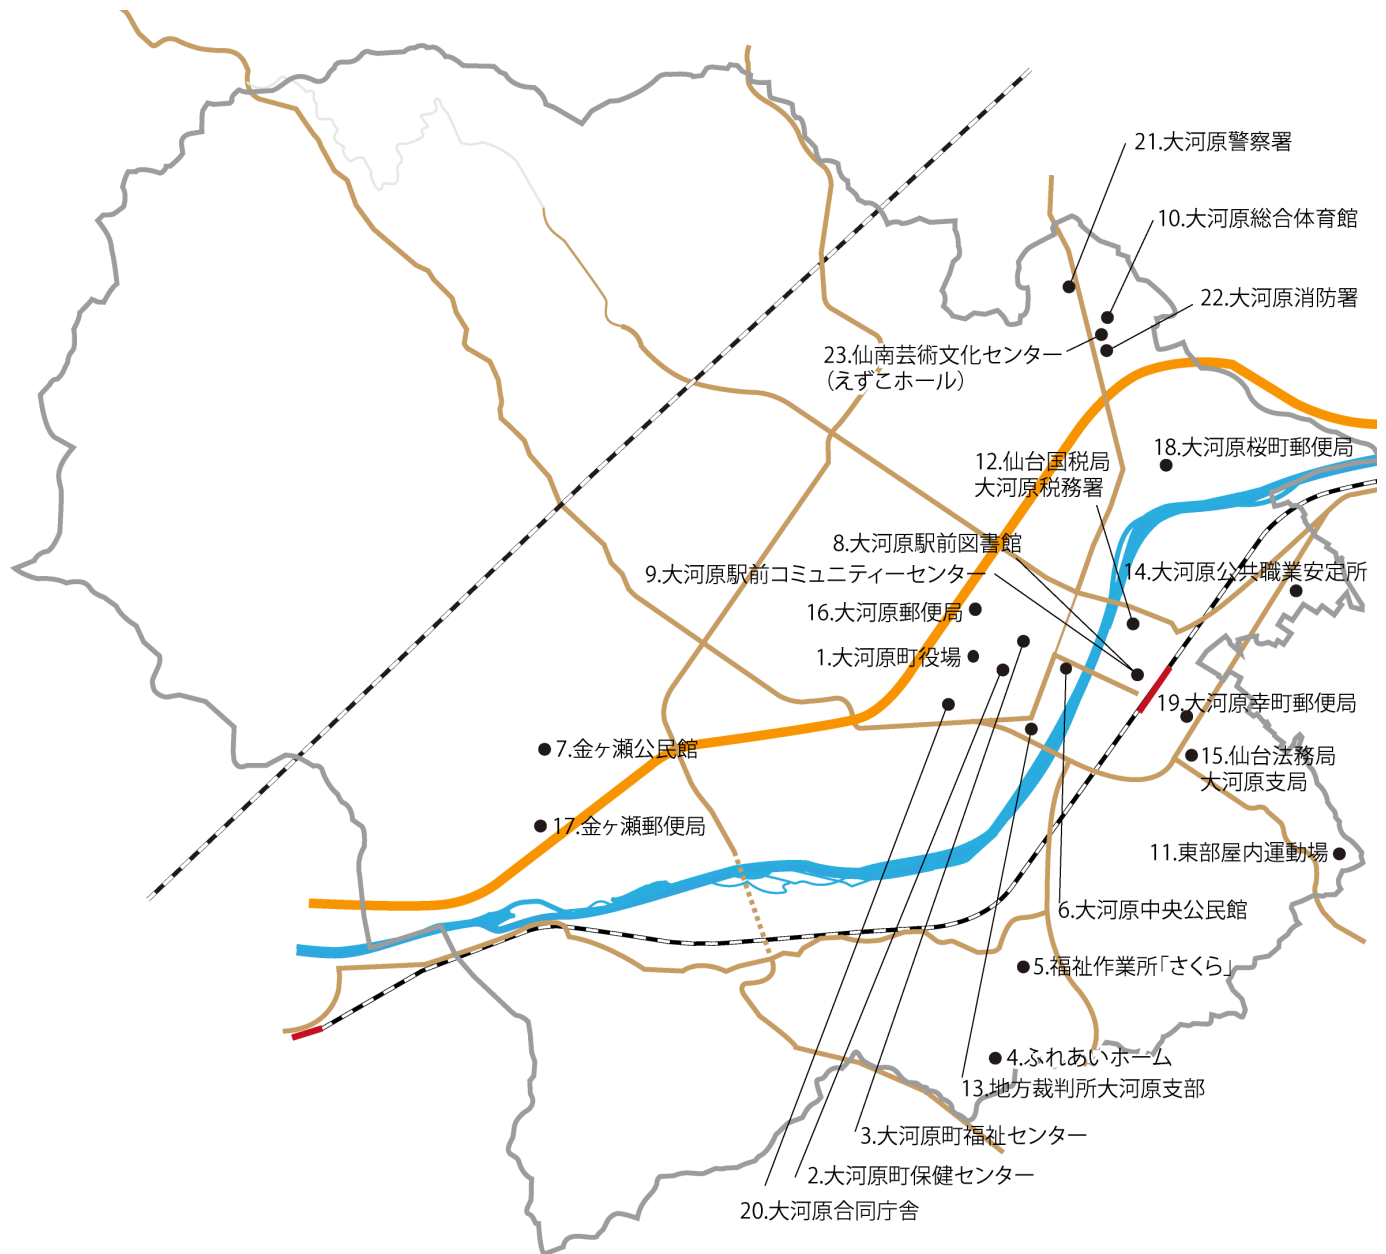 21.大河原警察署
10.大河原総合体育館
22.大河原消防署
23.仙南芸術文化センター
（えずこホール）
18.大河原桜町郵便局
12.仙台国税局
大河原税務署
8.大河原駅前図書館
9.大河原駅前コミュニティーセンター
14.大河原公共職業安定所
16.大河原郵便局
1.大河原町役場
19.大河原幸町郵便局
7.金ヶ瀬公民館
15.仙台法務局
大河原支局
17.金ヶ瀬郵便局
11.東部屋内運動場
6.大河原中央公民館
5.福祉作業所「さくら」
4.ふれあいホーム
13.地方裁判所大河原支部
3.大河原町福祉センター
2.大河原町保健センター
20.大河原合同庁舎